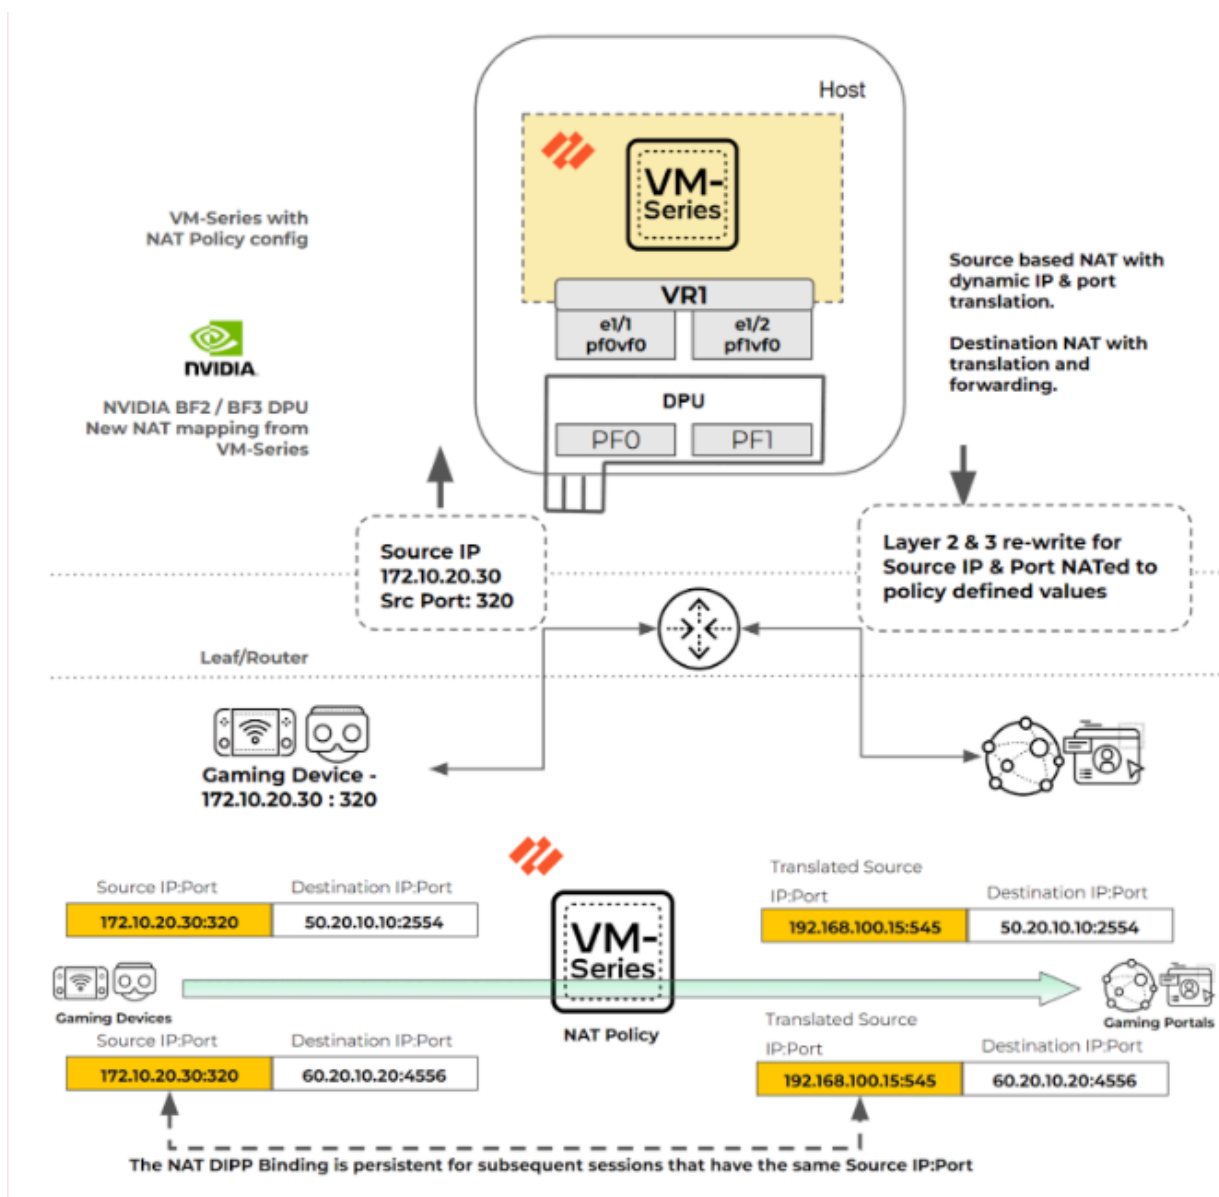 Host
VM-
Series
VM-Series with
NAT Policy config
Source based NAT with
dynamic IP & port
translation.
Destination NAT with
translation and
forwarding.
VR1
e1/1
pf0vf0
e1/2
pf1vf0
NVIDIA
NVIDIA BF2 / BF3 DPU
New NAT mapping from
VM-Series
DPU
PF0
PF1
Source IP
172.10.20.30
Src Port: 320
Layer 2 & 3 re-write for
Source IP & Port NATed to
policy defined values
Leaf/Router
Gaming Device -
172.10.20.30 : 320
Source IP:Port
Destination IP:Port
172.10.20.30:320
50.20.10.10:2554
VM-
Series
NAT Policy
Translated Source
IP:Port
Destination IP:Port
192.168.100.15:545
50.20.10.10:2554
Gaming Devices
Gaming Portals
Source IP:Port
Destination IP:Port
172.10.20.30:320
60.20.10.20:4556
Translated Source
IP:Port
Destination IP:Port
192.168.100.15:545
60.20.10.20:4556
The NAT DIPP Binding is persistent for subsequent sessions that have the same Source IP:Port